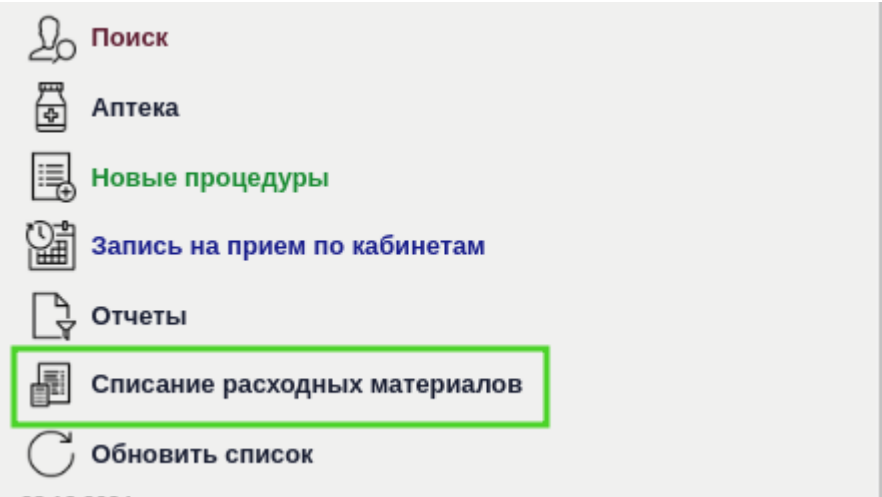 Поиск
Аптека
Новые процедуры
Запись на прием по кабинетам
Отчеты
Списание расходных материалов
Обновить список